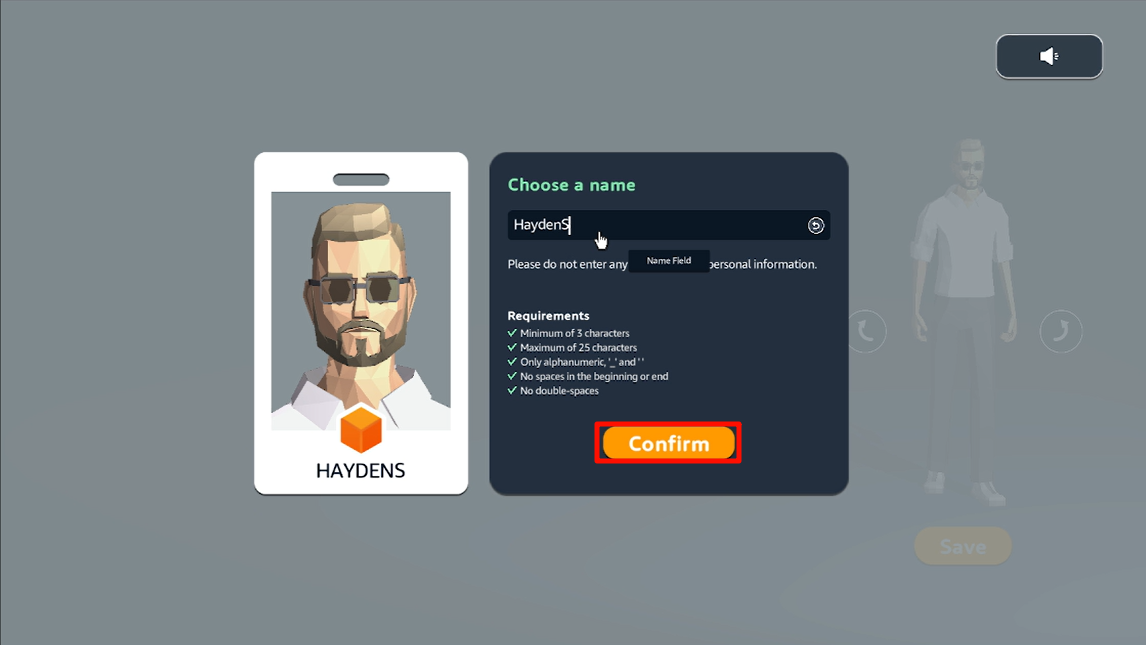 Choose a name
HaydenS
Please do not enter any
Name Field
personal information.
Requirements
Minimum of 3 characters
Maximum of 25 characters
Only alphanumeric, '_' and ' '
No spaces in the beginning or end
No double-spaces
Confirm
HAYDENS
Save